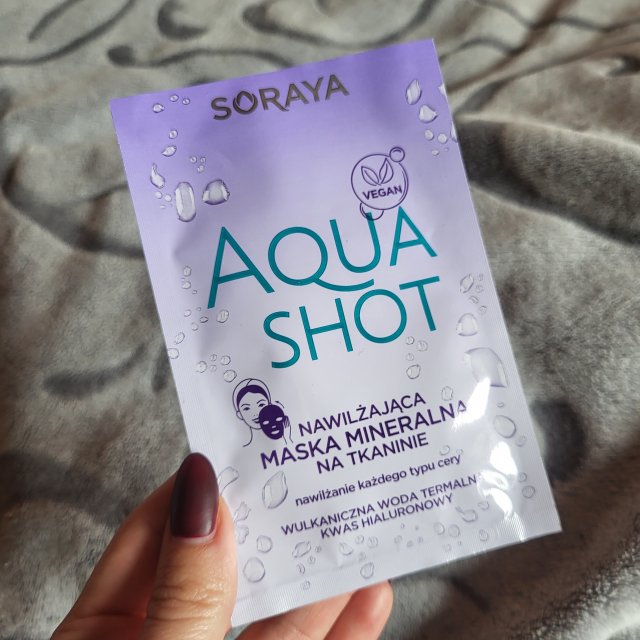 SORAYA
VEGAN
AQUA
SHOT
NAWILŻAJĄCA
MASKA MINERALNA
NA TKANINIE
nawilżanie każdego typu cery
WULKANICZNA WODA TERMALNA
KWAS HIALURONOWY